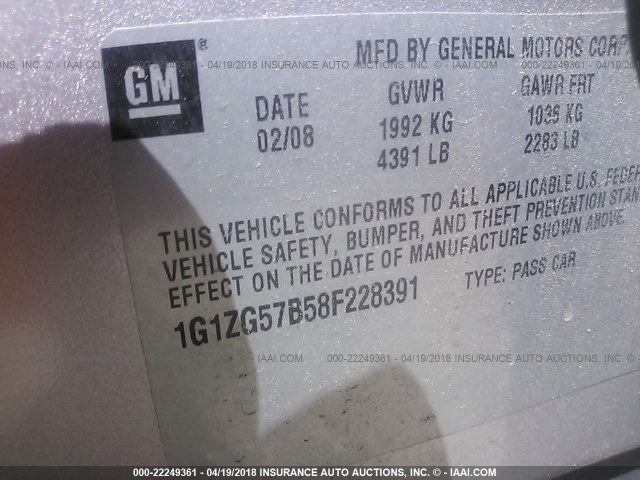 GM®
MFD BY GENERAL MOTORS CORP
DATE GVWR GAWR FRT
02/08 1992 KG 1036 KG
4391 LB 2283 LB
THIS VEHICLE CONFORMS TO ALL APPLICABLE U.S. FEDER
VEHICLE SAFETY, BUMPER, AND THEFT PREVENTION STAN
EFFECT ON THE DATE OF MANUFACTURE SHOWN ABOVE.
1G1ZG57B58F228391 TYPE: PASS CAR
000-22249361 - 04/19/2018 INSURANCE AUTO AUCTIONS, INC. - © IAAI.COM